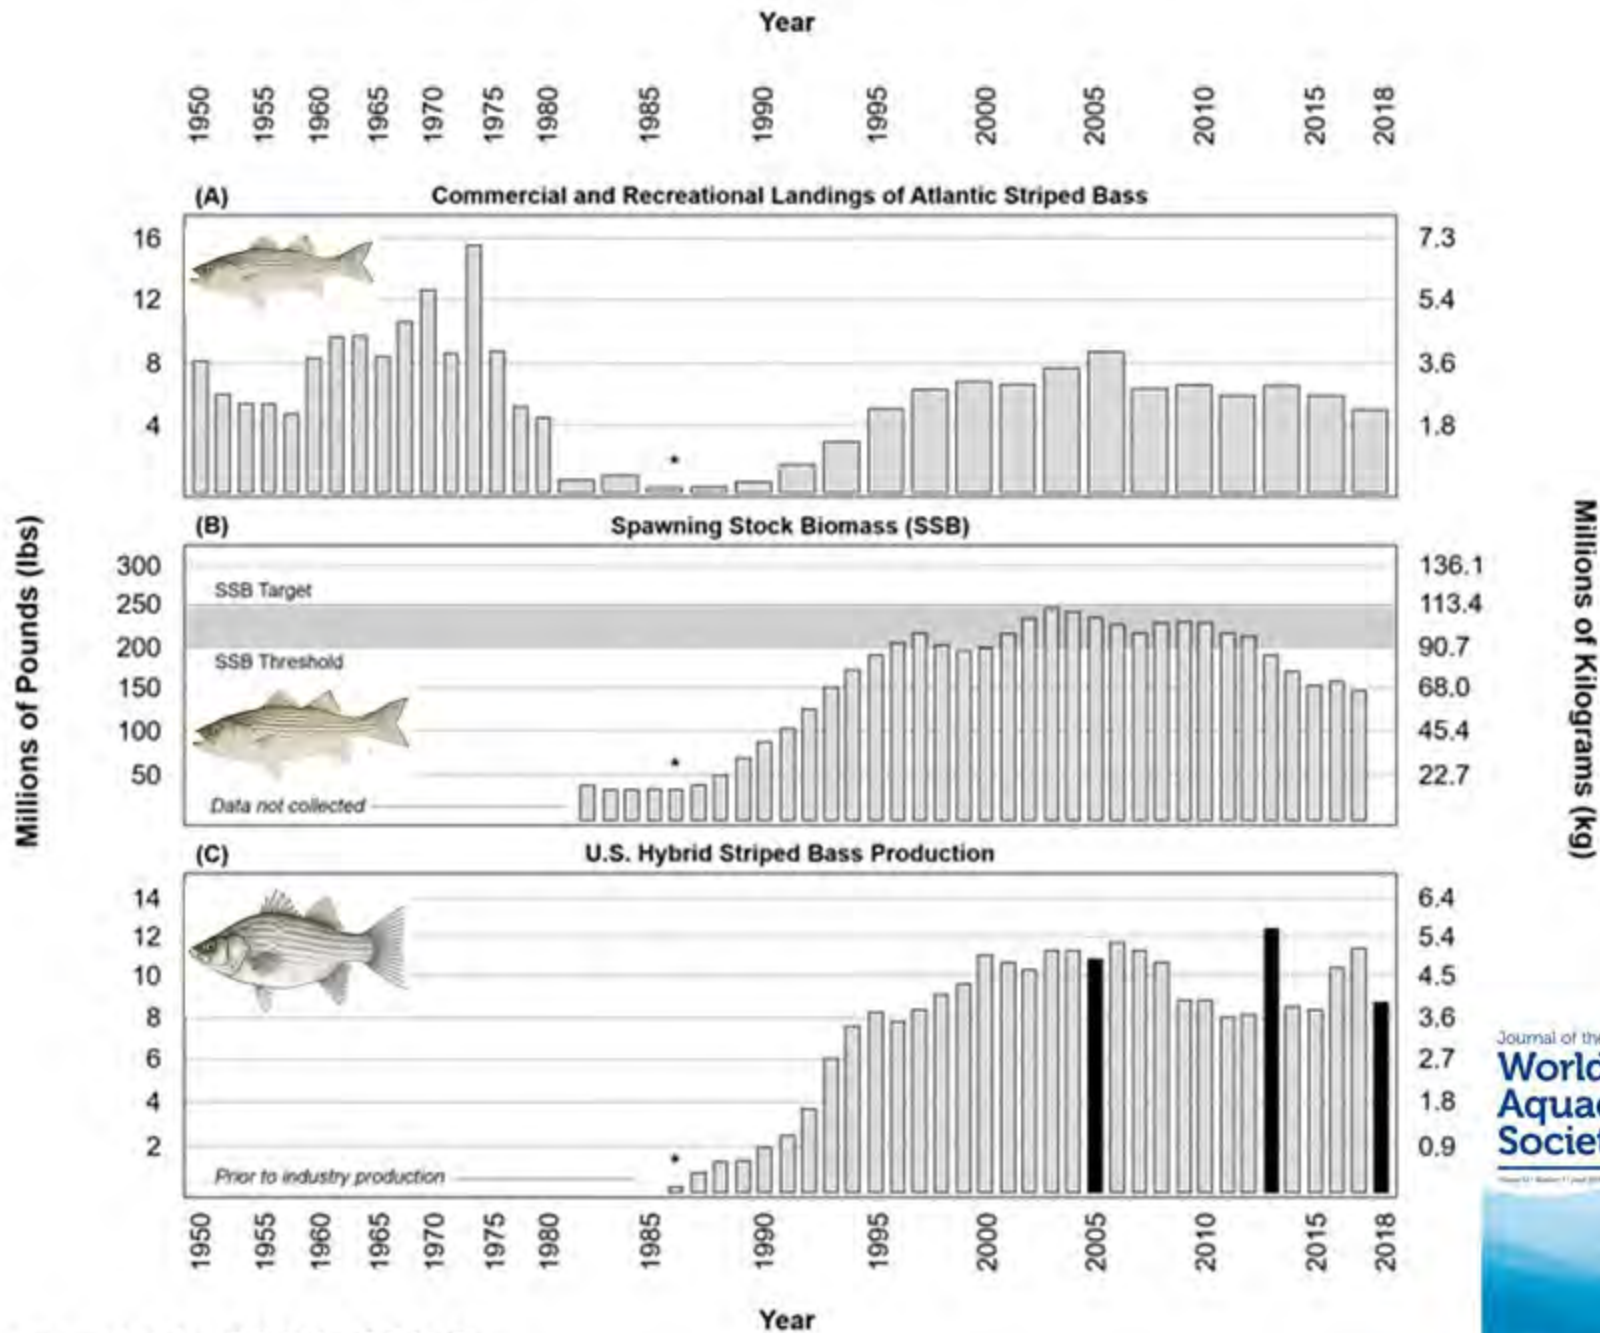 Year
1950 1955 1960 1965 1970 1975 1980 1985 1990 1995 2000 2005 2010 2015 2018
(A) Commercial and Recreational Landings of Atlantic Striped Bass
16 7.3
12 5.4
8 3.6
4 1.8
*
(B) Spawning Stock Biomass (SSB)
300 136.1
SSB Target
250 113.4
200 90.7
SSB Threshold
150 68.0
100 45.4
*
50 22.7
Data not collected
Millions of Pounds (lbs)
Millions of Kilograms (kg)
(C) U.S. Hybrid Striped Bass Production
14 6.4
12 5.4
10 4.5
8 3.6
6 2.7
4 1.8
2 0.9
*
Prior to industry production
1950 1955 1960 1965 1970 1975 1980 1985 1990 1995 2000 2005 2010 2015 2018
Year
Journal of the
World
Aqua
Socie